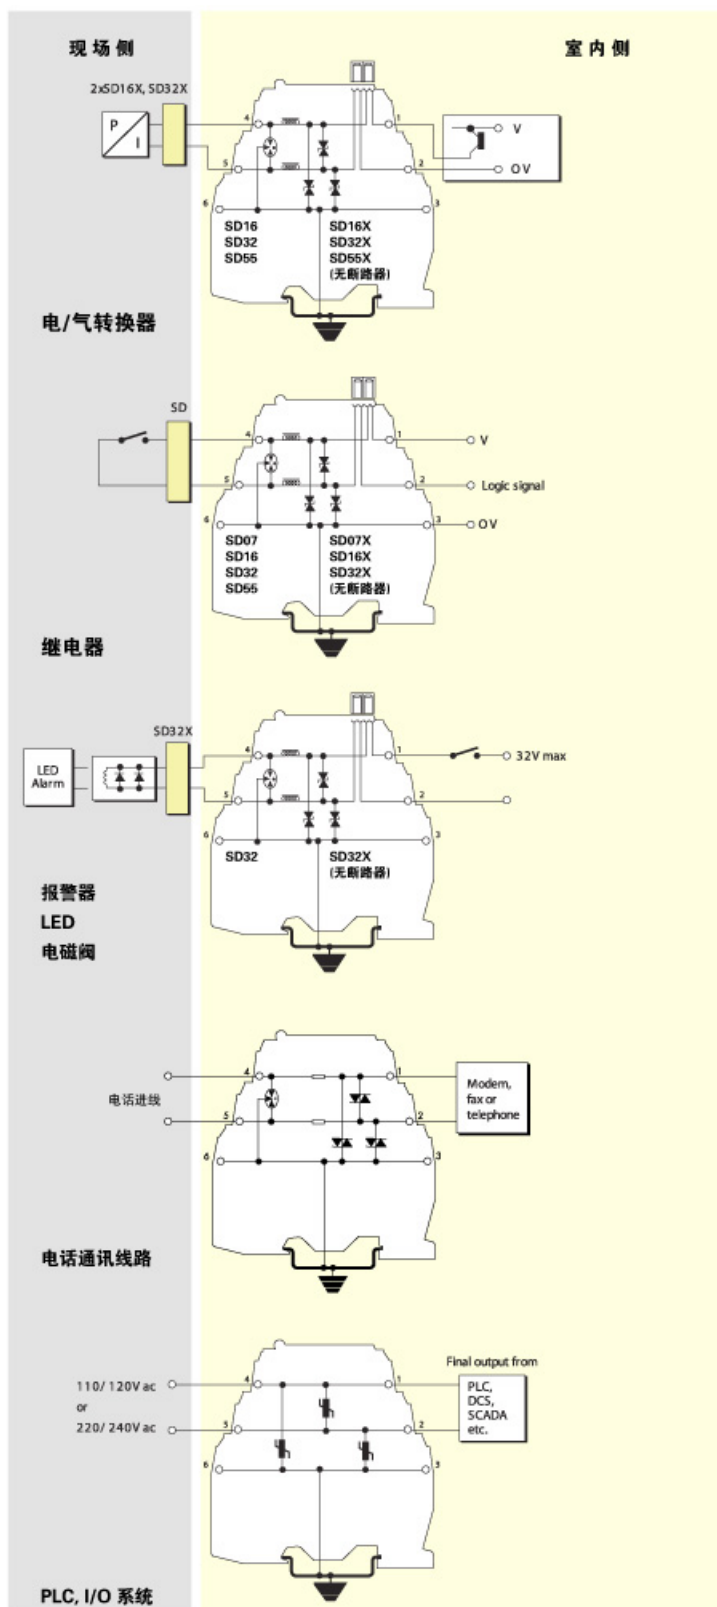 现场侧
室内侧
2xSD16X, SD32X
P
I
4
1
V
5
2
0V
6
3
SD16
SD32
SD55
SD16X
SD32X
SD55X
(无断路器)
电/气转换器
SD
4
1
V
5
2
Logic signal
6
3
0V
SD07
SD16
SD32
SD55
SD07X
SD16X
SD32X
(无断路器)
继电器
SD32X
LED
Alarm
4
1
32V max
5
2
6
3
SD32
SD32X
(无断路器)
报警器
LED
电磁阀
电话进线
4
1
5
2
6
3
Modem,
fax or
telephone
电话通讯线路
110/120V ac
or
220/240V ac
4
1
5
2
6
3
Final output from
PLC,
DCS,
SCADA
etc.
PLC, I/O 系统